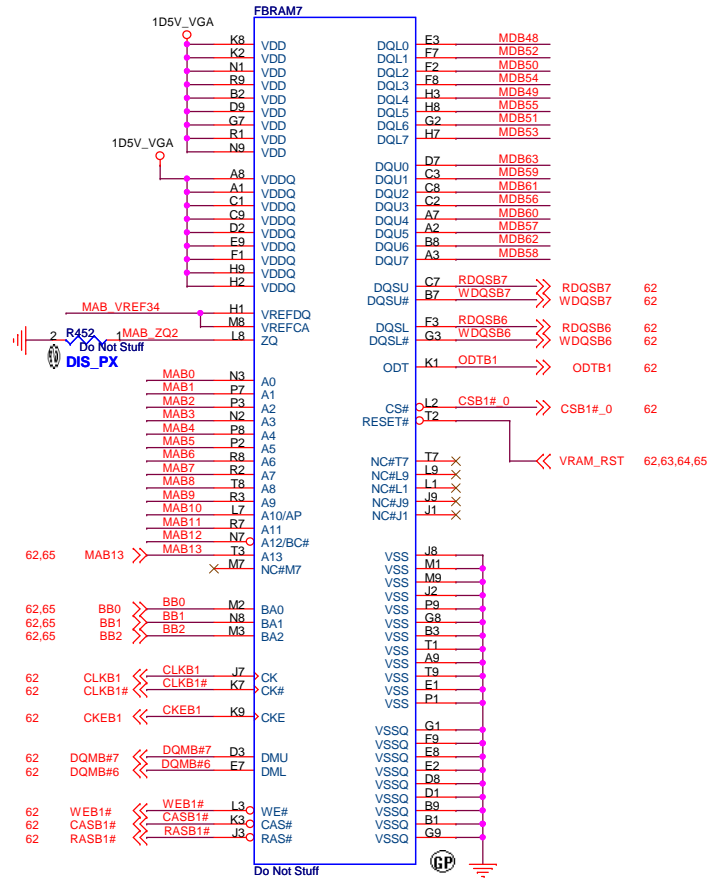 FBRAM7
1D5V_VGA
K8 VDD
K2 VDD
N1 VDD
R9 VDD
B2 VDD
D9 VDD
G7 VDD
R1 VDD
N9 VDD
1D5V_VGA
A8 VDDQ
A1 VDDQ
C1 VDDQ
C9 VDDQ
D2 VDDQ
E9 VDDQ
F1 VDDQ
H9 VDDQ
H2 VDDQ
MAB_VREF34 H1 VREFDQ
M8 VREFCA
2 R452 1 MAB_ZQ2 L8 ZQ
Do Not Stuff
DIS_PX
MAB0 N3 A0
MAB1 P7 A1
MAB2 P3 A2
MAB3 N2 A3
MAB4 P8 A4
MAB5 P2 A5
MAB6 R8 A6
MAB7 R2 A7
MAB8 T8 A8
MAB9 R3 A9
MAB10 L7 A10/AP
MAB11 R7 A11
MAB12 N7 A12/BC#
62,65 MAB13 MAB13 T3 A13
M7 NC#M7
62,65 BB0 BB0 M2 BA0
62,65 BB1 BB1 N8 BA1
62,65 BB2 BB2 M3 BA2
62 CLKB1 CLKB1 J7 CK
62 CLKB1# CLKB1# K7 CK#
62 CKEB1 CKEB1 K9 CKE
62 DQMB#7 DQMB#7 D3 DMU
62 DQMB#6 DQMB#6 E7 DML
62 WEB1# WEB1# L3 WE#
62 CASB1# CASB1# K3 CAS#
62 RASB1# RASB1# J3 RAS#
DQL0 E3 MDB48
DQL1 F7 MDB52
DQL2 F2 MDB50
DQL3 F8 MDB54
DQL4 H3 MDB49
DQL5 H8 MDB55
DQL6 G2 MDB51
DQL7 H7 MDB53
DQU0 D7 MDB63
DQU1 C3 MDB59
DQU2 C8 MDB61
DQU3 C2 MDB56
DQU4 A7 MDB60
DQU5 A2 MDB57
DQU6 B8 MDB62
DQU7 A3 MDB58
DQSU C7 RDQSB7 RDQSB7 62
DQSU# B7 WDQSB7 WDQSB7 62
DQSL F3 RDQSB6 RDQSB6 62
DQSL# G3 WDQSB6 WDQSB6 62
ODT K1 ODTB1 ODTB1 62
CS# L2 CSB1#_0 CSB1#_0 62
RESET# T2
VRAM_RST 62,63,64,65
NC#T7 T7
NC#L9 L9
NC#L1 L1
NC#J9 J9
NC#J1 J1
VSS J8
VSS M1
VSS M9
VSS J2
VSS P9
VSS G8
VSS B3
VSS T1
VSS A9
VSS T9
VSS E1
VSS P1
VSSQ G1
VSSQ F9
VSSQ E8
VSSQ E2
VSSQ D8
VSSQ D1
VSSQ B9
VSSQ B1
VSSQ G9
GP
Do Not Stuff